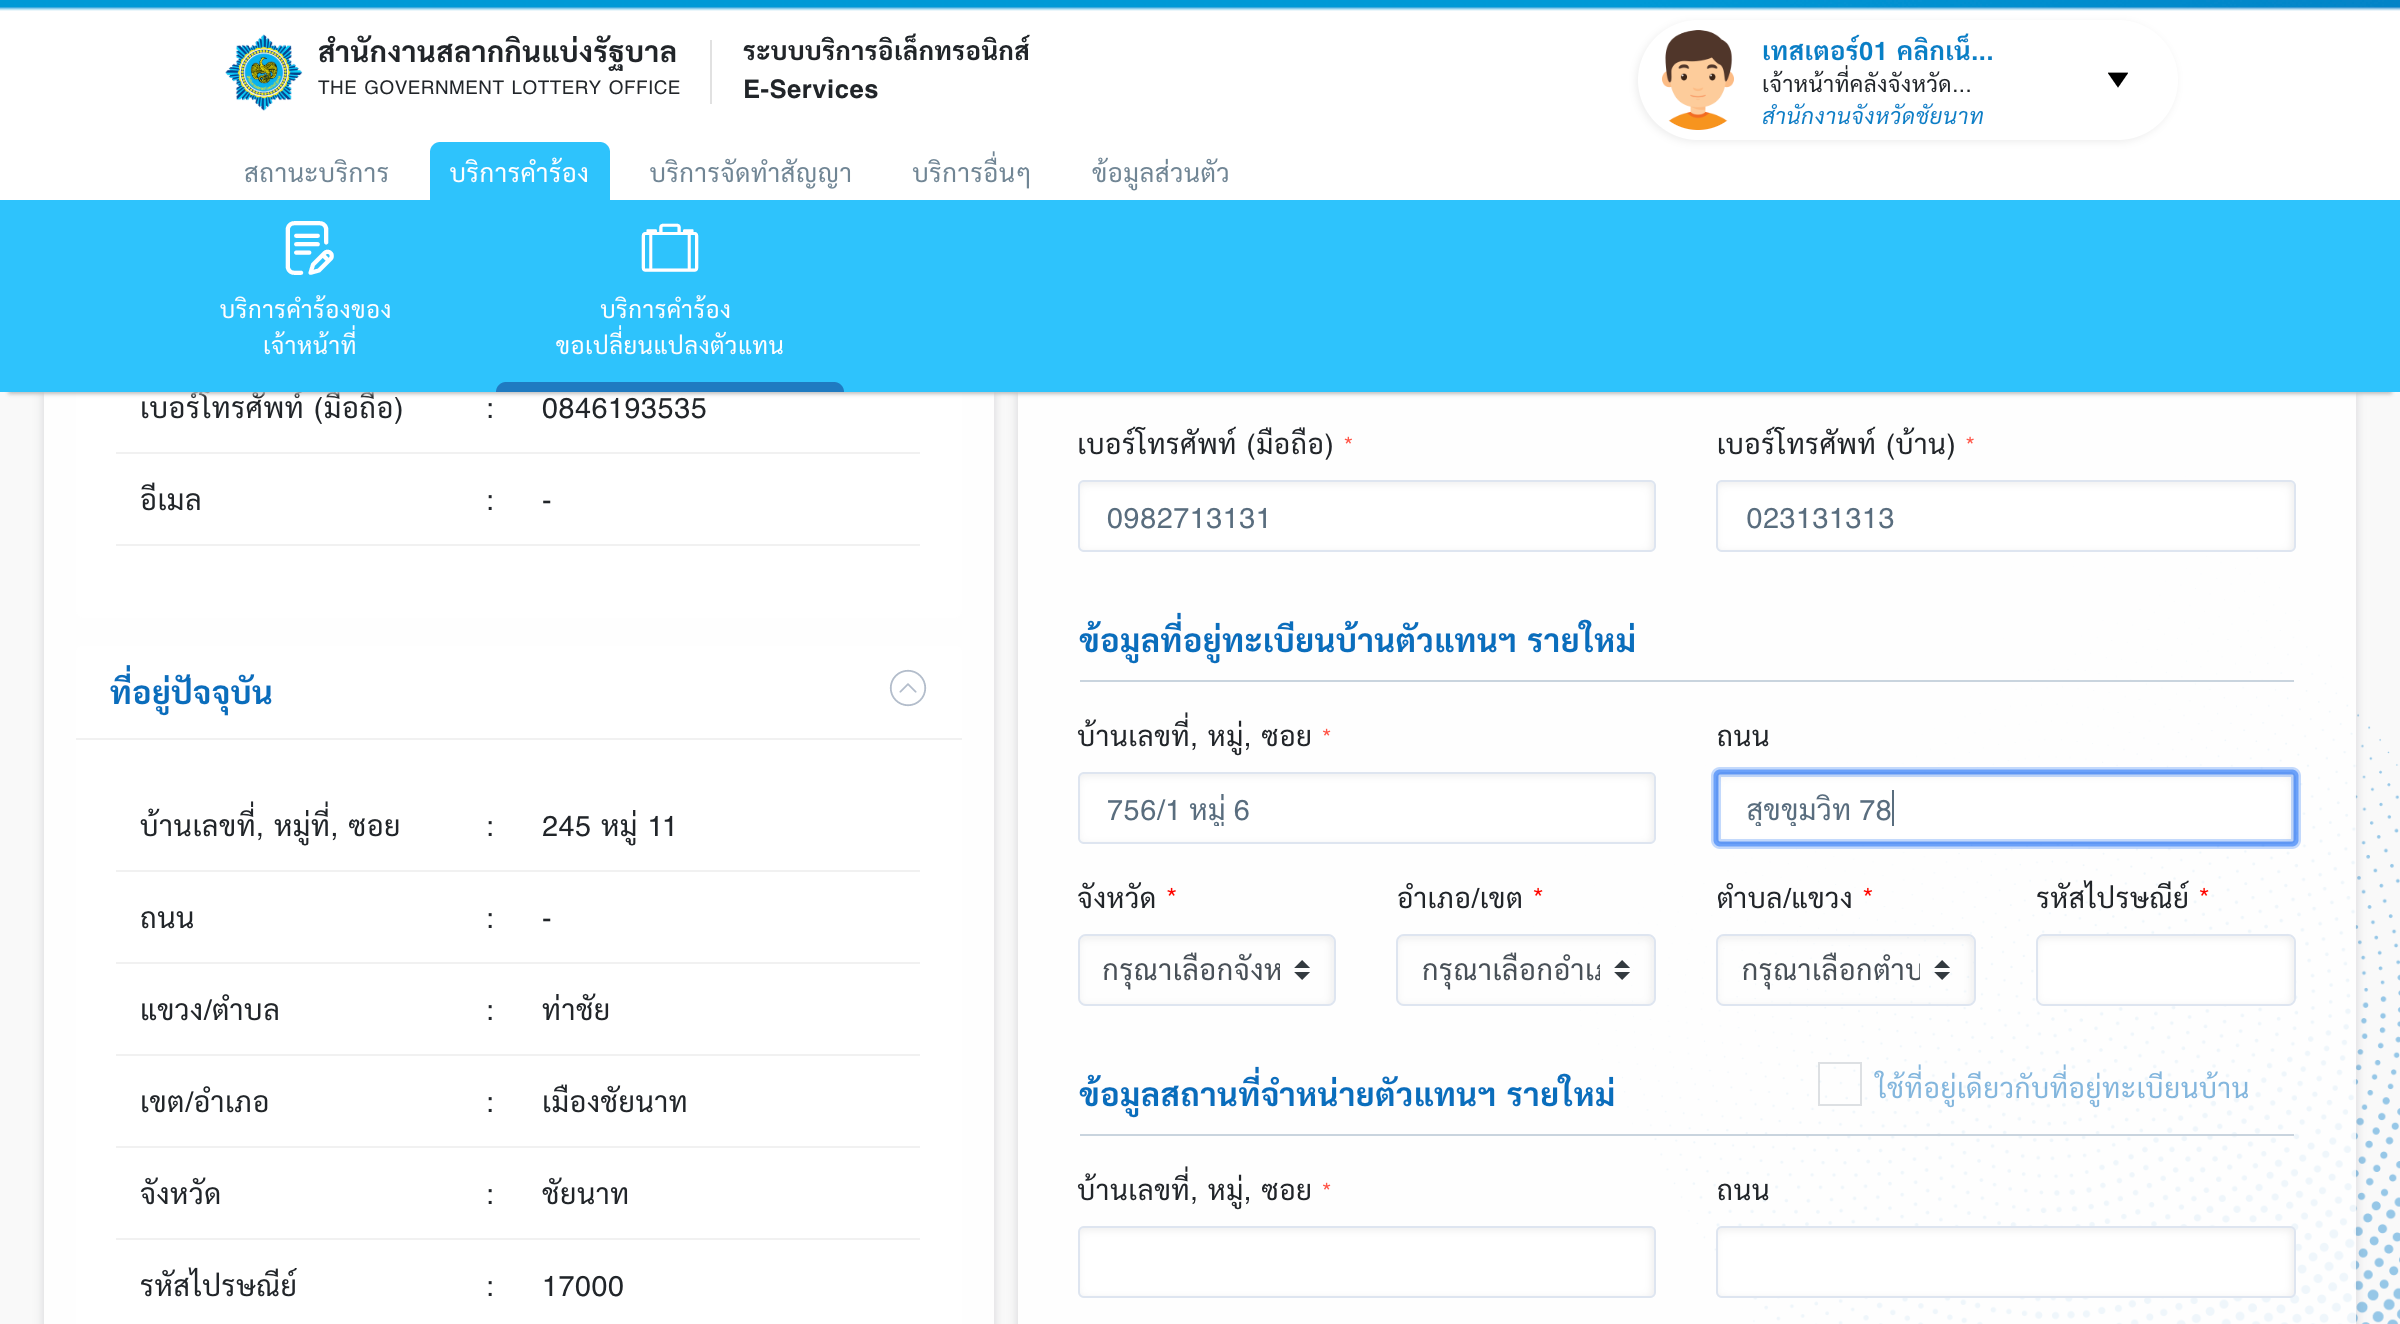 สำนักงานสลากกินแบ่งรัฐบาล
THE GOVERNMENT LOTTERY OFFICE
ระบบบริการอิเล็กทรอนิกส์
E-Services
เทสเตอร์01 คลิกเน็...
เจ้าหน้าที่คลังจังหวัด...
สำนักงานจังหวัดชัยนาท
สถานะบริการ
บริการคำร้อง
บริการจัดทำสัญญา
บริการอื่นๆ
ข้อมูลส่วนตัว
บริการคำร้องของ
เจ้าหน้าที่
บริการคำร้อง
ขอเปลี่ยนแปลงตัวแทน
เบอร์โทรศัพท์ (มือถือ) : 0846193535
อีเมล : -
ที่อยู่ปัจจุบัน
บ้านเลขที่, หมู่ที่, ซอย : 245 หมู่ 11
ถนน : -
แขวง/ตำบล : ท่าชัย
เขต/อำเภอ : เมืองชัยนาท
จังหวัด : ชัยนาท
รหัสไปรษณีย์ : 17000
เบอร์โทรศัพท์ (มือถือ) * เบอร์โทรศัพท์ (บ้าน) *
0982713131 023131313
ข้อมูลที่อยู่ทะเบียนบ้านตัวแทนฯ รายใหม่
บ้านเลขที่, หมู่, ซอย * ถนน
756/1 หมู่ 6 สุขขุมวิท 78
จังหวัด * อำเภอ/เขต * ตำบล/แขวง * รหัสไปรษณีย์ *
กรุณาเลือกจังห กรุณาเลือกอำเภ กรุณาเลือกตำบ
ข้อมูลสถานที่จำหน่ายตัวแทนฯ รายใหม่ ใช้ที่อยู่เดียวกับที่อยู่ทะเบียนบ้าน
บ้านเลขที่, หมู่, ซอย * ถนน